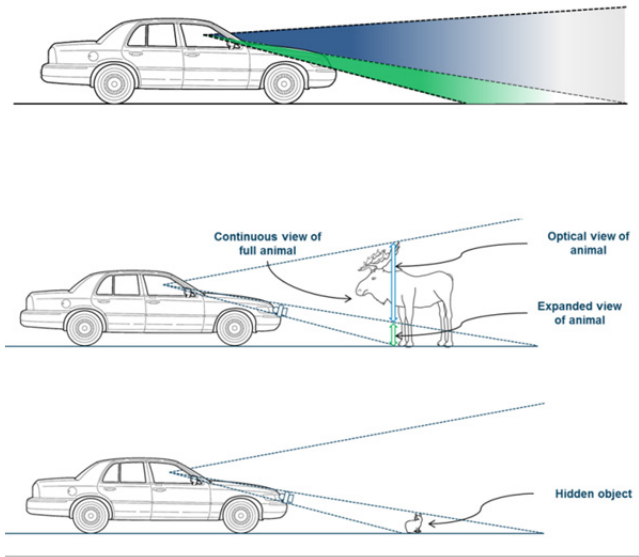 Continuous view of
full animal
Optical view of
animal
Expanded view
of animal
Hidden object